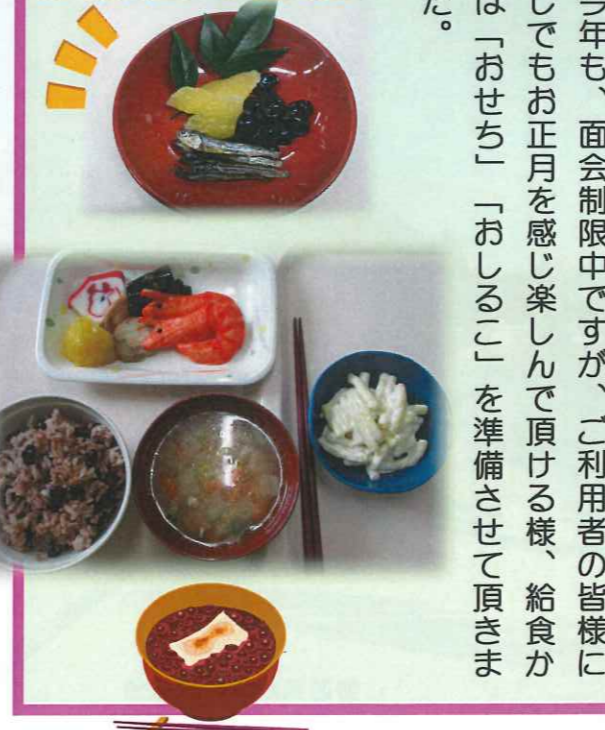 今年も、面会制限中ですが、ご利用者の皆様に
しでもお正月を感じ楽しんで頂ける様、給食か
は「おせち」「おしるこ」を準備させて頂きま
た。